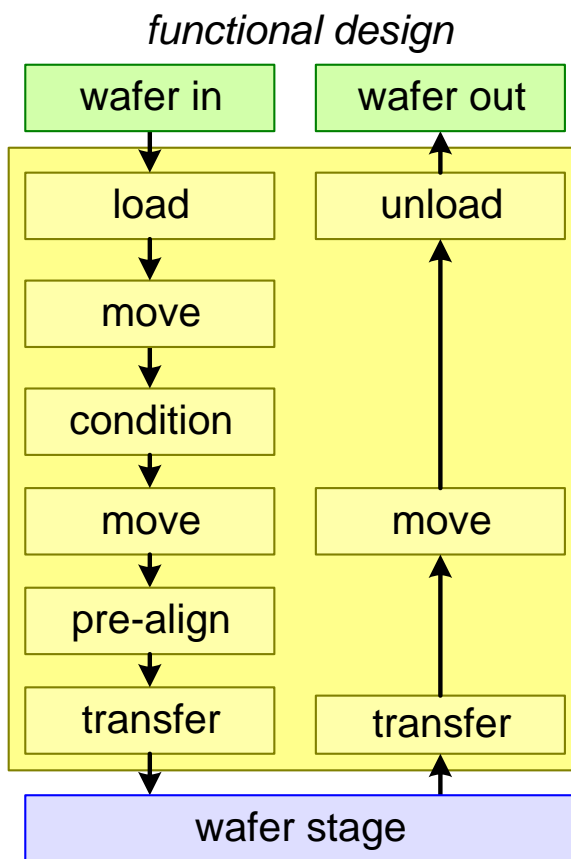 functional design
wafer in
wafer out
load
unload
move
condition
move
move
pre-align
transfer
transfer
wafer stage